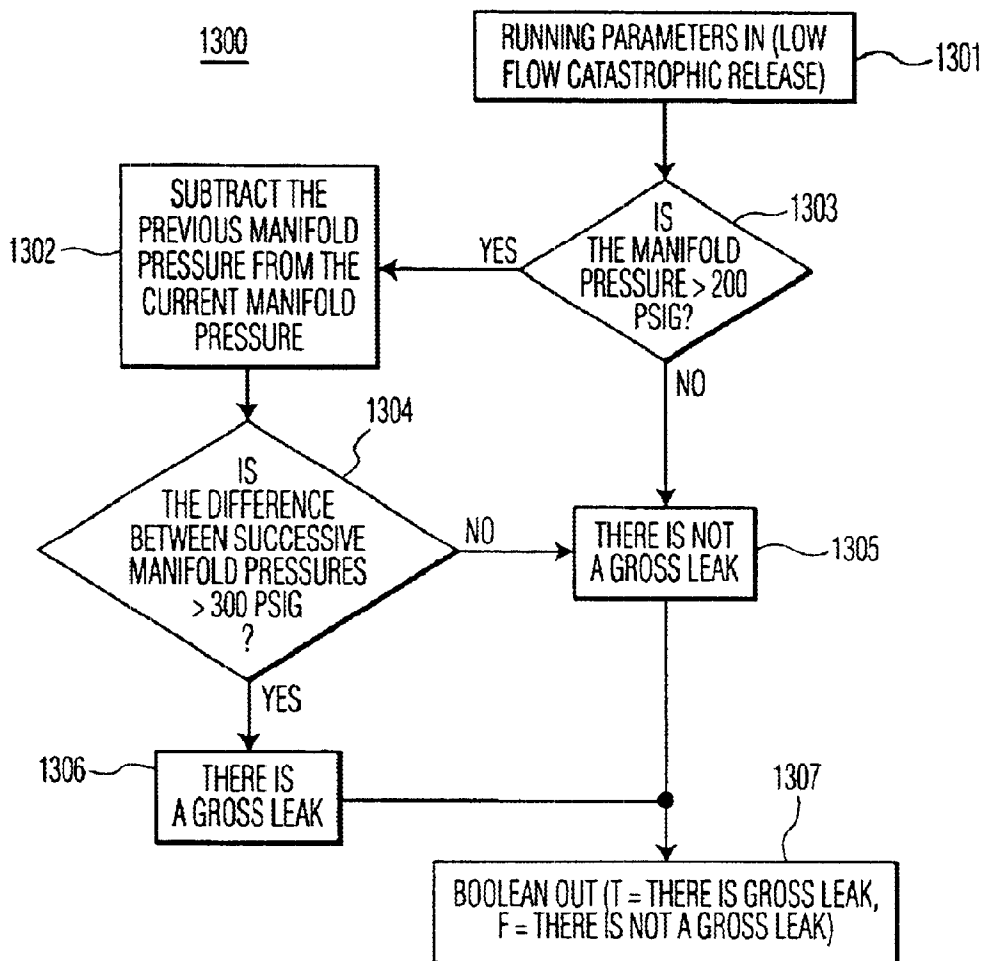 1300
RUNNING PARAMETERS IN (LOW
FLOW CATASTROPHIC RELEASE)
1301
IS
THE MANIFOLD
PRESSURE > 200
PSIG?
1303
YES
NO
SUBTRACT THE
PREVIOUS MANIFOLD
PRESSURE FROM THE
CURRENT MANIFOLD
PRESSURE
1302
1304
IS
THE DIFFERENCE
BETWEEN SUCCESSIVE
MANIFOLD PRESSURES
> 300 PSIG
?
NO
YES
THERE IS NOT
A GROSS LEAK
1305
1306
THERE IS
A GROSS LEAK
1307
BOOLEAN OUT (T = THERE IS GROSS LEAK,
F = THERE IS NOT A GROSS LEAK)